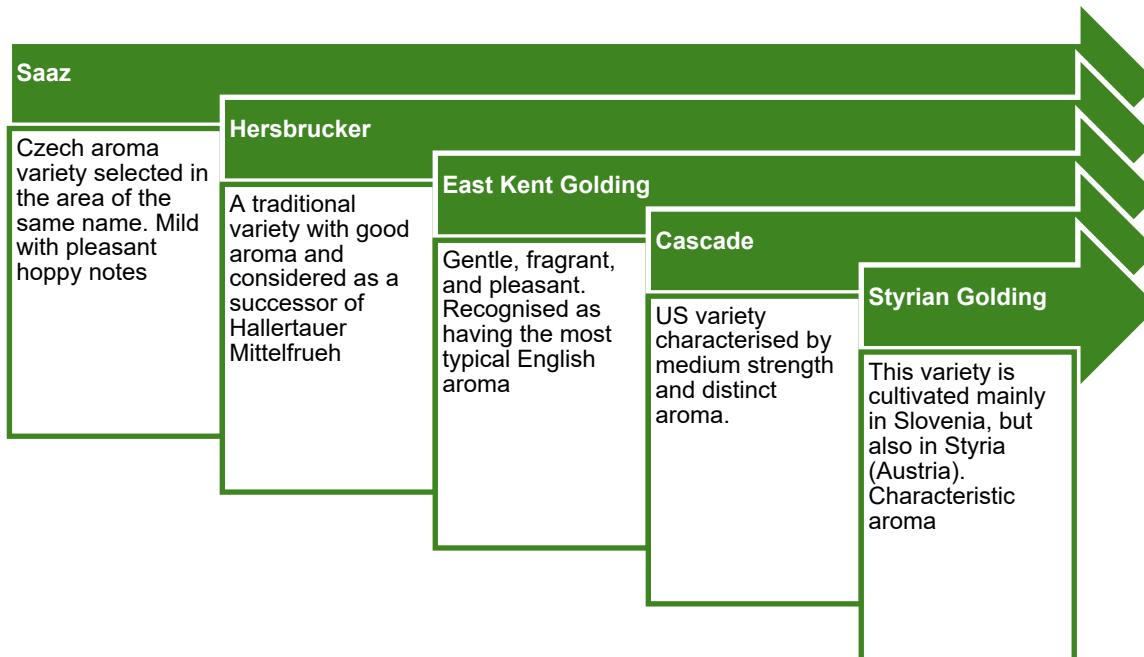 Saaz
Czech aroma
variety selected in
the area of the
same name. Mild
with pleasant
hoppy notes
Hersbrucker
A traditional
variety with good
aroma and
considered as a
successor of
Hallertauer
Mittelfrueh
East Kent Golding
Gentle, fragrant,
and pleasant.
Recognised as
having the most
typical English
aroma
Cascade
US variety
characterised by
medium strength
and distinct
aroma.
Styrian Golding
This variety is
cultivated mainly
in Slovenia, but
also in Styria
(Austria).
Characteristic
aroma